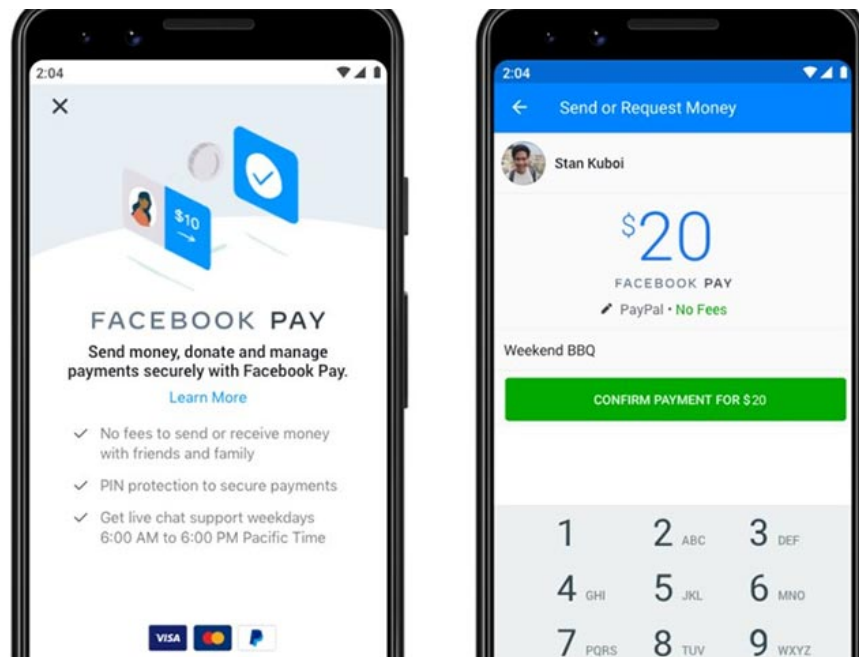 2:04
$10
FACEBOOK PAY
Send money, donate and manage
payments securely with Facebook Pay.
Learn More
No fees to send or receive money
with friends and family
PIN protection to secure payments
Get live chat support weekdays
6:00 AM to 6:00 PM Pacific Time
VISA
2:04
Send or Request Money
Stan Kuboi
$20
FACEBOOK PAY
PayPal • No Fees
Weekend BBQ
CONFIRM PAYMENT FOR $20
1 2 ABC 3 DEF
4 GHI 5 JKL 6 MNO
7 PQRS 8 TUV 9 WXYZ